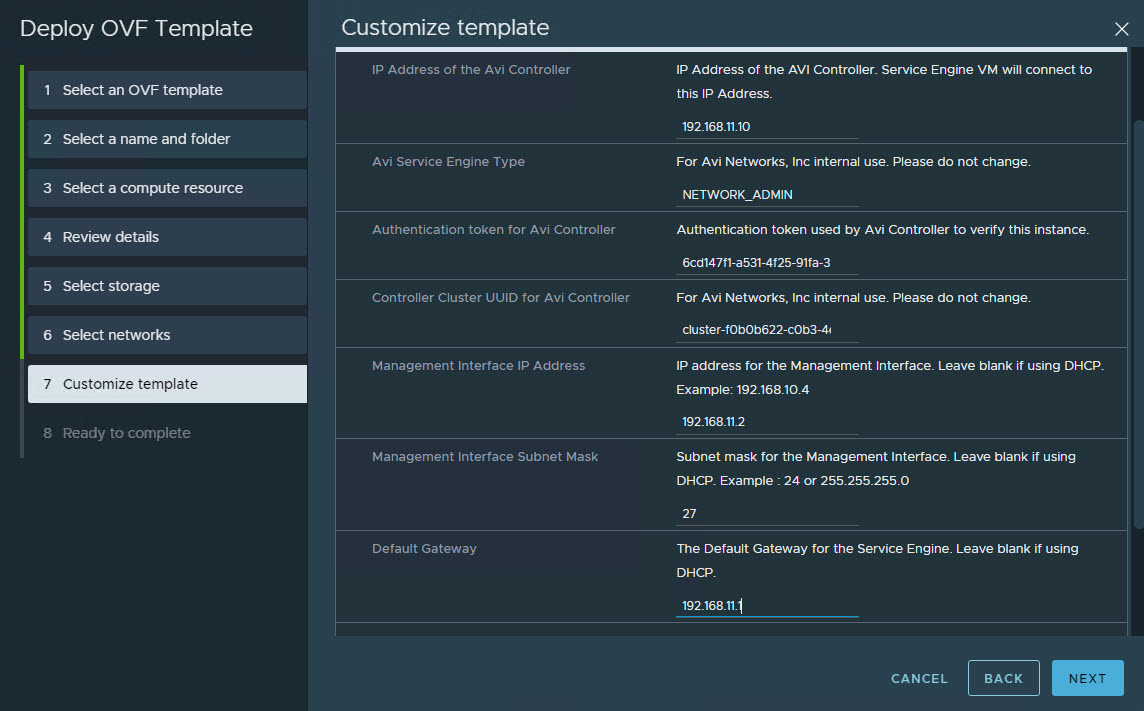 Deploy OVF Template
1 Select an OVF template
2 Select a name and folder
3 Select a compute resource
4 Review details
5 Select storage
6 Select networks
7 Customize template
8 Ready to complete
Customize template
IP Address of the Avi Controller
IP Address of the AVI Controller. Service Engine VM will connect to
this IP Address.
192.168.11.10
Avi Service Engine Type
For Avi Networks, Inc internal use. Please do not change.
NETWORK_ADMIN
Authentication token for Avi Controller
Authentication token used by Avi Controller to verify this instance.
6cd147f1-a531-4f25-91fa-3
Controller Cluster UUID for Avi Controller
For Avi Networks, Inc internal use. Please do not change.
cluster-f0b0b622-c0b3-4
Management Interface IP Address
IP address for the Management Interface. Leave blank if using DHCP.
Example: 192.168.10.4
192.168.11.2
Management Interface Subnet Mask
Subnet mask for the Management Interface. Leave blank if using
DHCP. Example : 24 or 255.255.255.0
27
Default Gateway
The Default Gateway for the Service Engine. Leave blank if using
DHCP.
192.168.11.1
CANCEL
BACK
NEXT